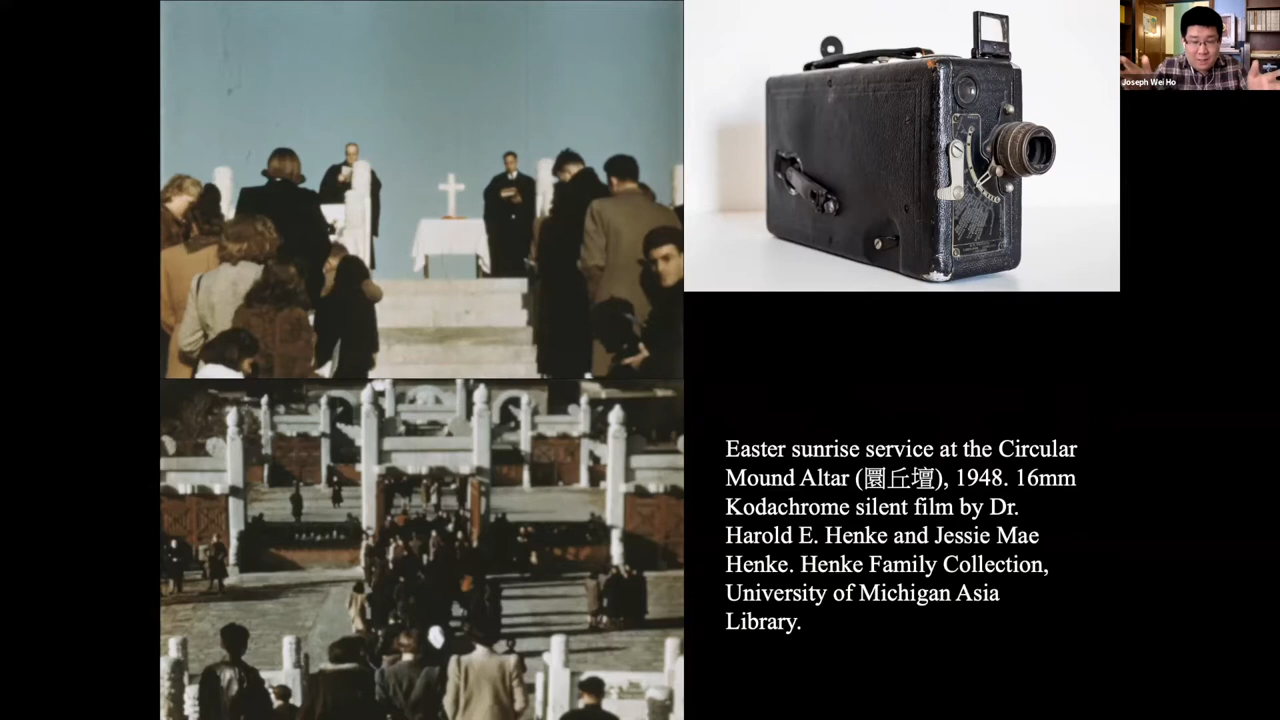 Joseph Wei Ho
Easter sunrise service at the Circular
Mound Altar (圜丘壇), 1948. 16mm
Kodachrome silent film by Dr.
Harold E. Henke and Jessie Mae
Henke. Henke Family Collection,
University of Michigan Asia
Library.